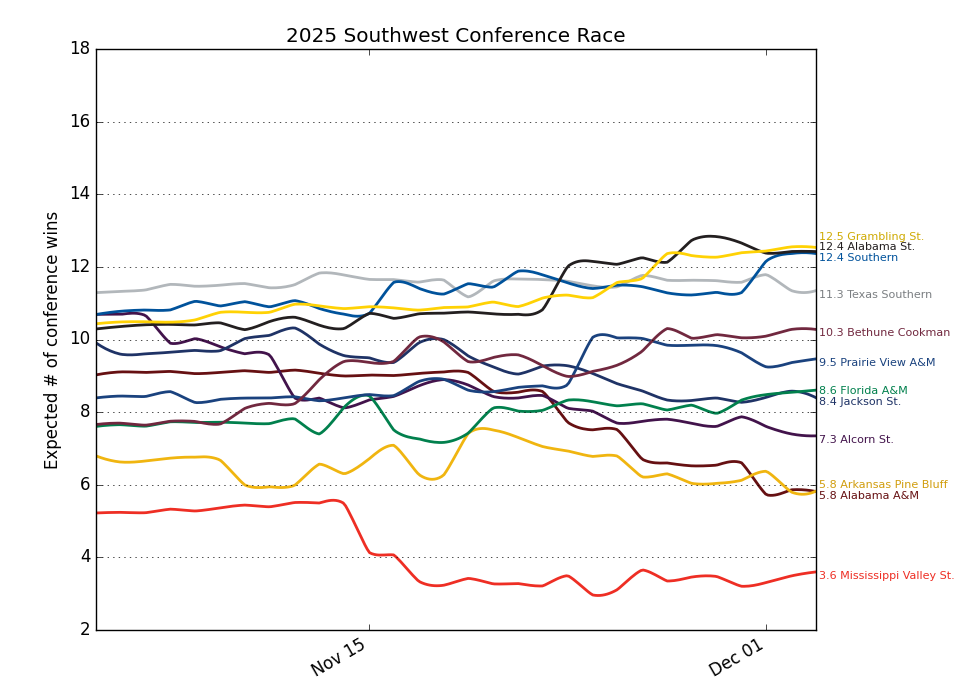 2025 Southwest Conference Race
Expected # of conference wins
18
16
14
12
10
8
6
4
2
Nov 15
Dec 01
12.5 Grambling St.
12.4 Alabama St.
12.4 Southern
11.3 Texas Southern
10.3 Bethune Cookman
9.5 Prairie View A&M
8.6 Florida A&M
8.4 Jackson St.
7.3 Alcorn St.
5.8 Arkansas Pine Bluff
5.8 Alabama A&M
3.6 Mississippi Valley St.